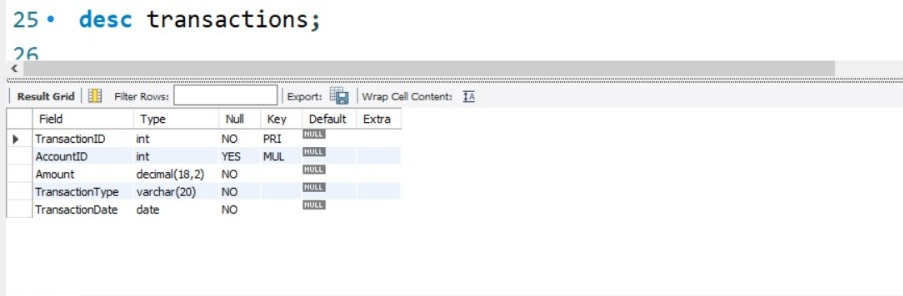 25 desc transactions;
26
Result Grid Filter Rows: Export: Wrap Cell Content: IA
Field Type Null Key Default Extra
TransactionID int NO PRI NULL
AccountID int YES MUL NULL
Amount decimal(18,2) NO NULL
TransactionType varchar(20) NO NULL
TransactionDate date NO NULL